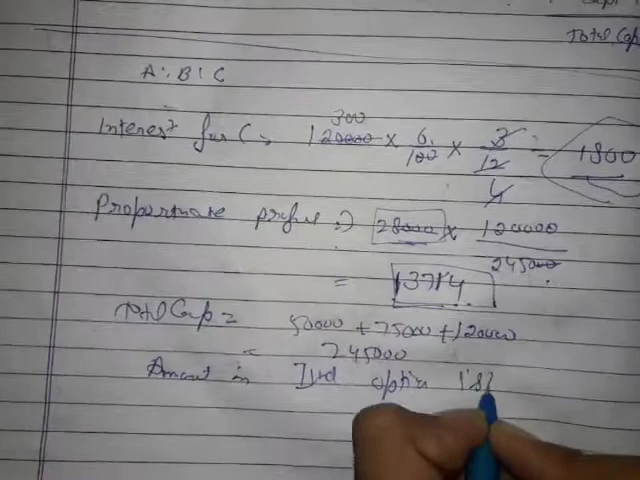 Total Cap
A : B : C
Interest for C → 120000 300 × 6/100 × 3/12 4 = 1800
Proportionate profit :) 28000 × 120000/245000
= 13714
Total Cap = 50000 + 75000 + 120000
= 245000
Amount in IInd option is